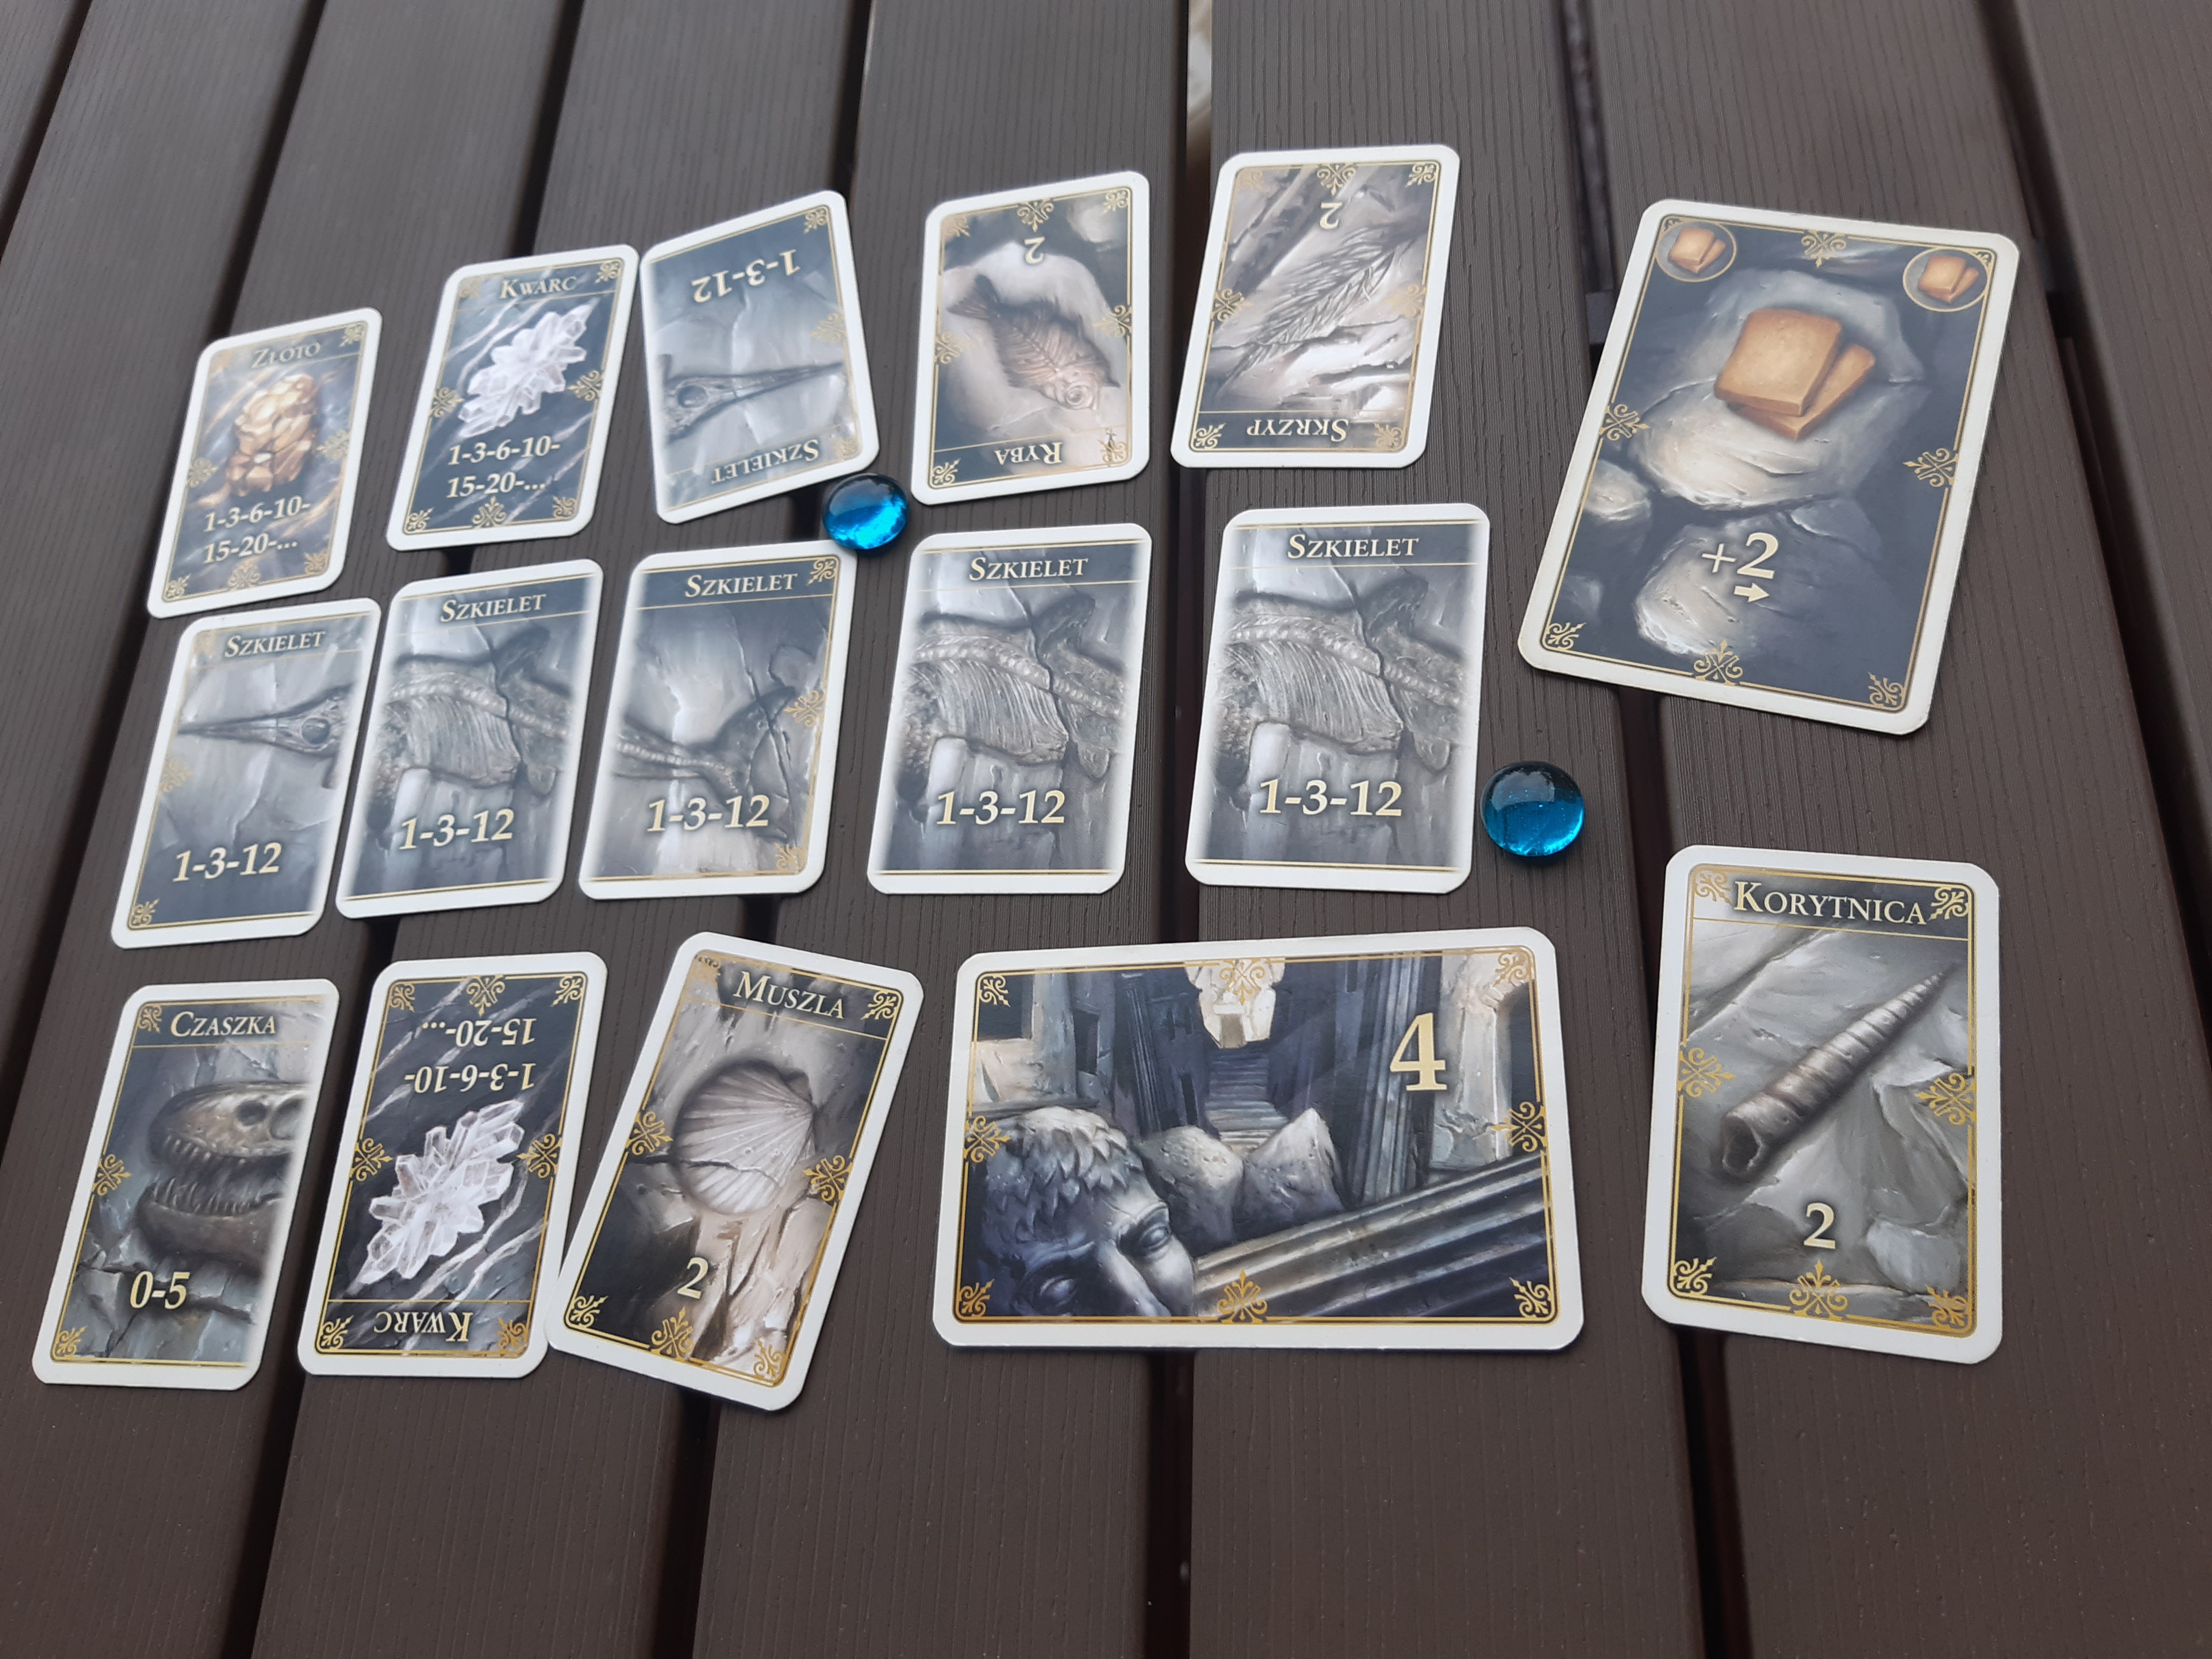 ZŁOTO
1-3-6-10-
15-20-...
KWARC
1-3-6-10-
15-20-...
1-3-12
SZKIELET
2
RYBA
2
SKRZYP
+2
SZKIELET
1-3-12
SZKIELET
1-3-12
SZKIELET
1-3-12
SZKIELET
1-3-12
SZKIELET
1-3-12
CZASZKA
0-5
KWARC
1-3-6-10-
15-20-...
MUSZLA
2
4
KORYTNICA
2